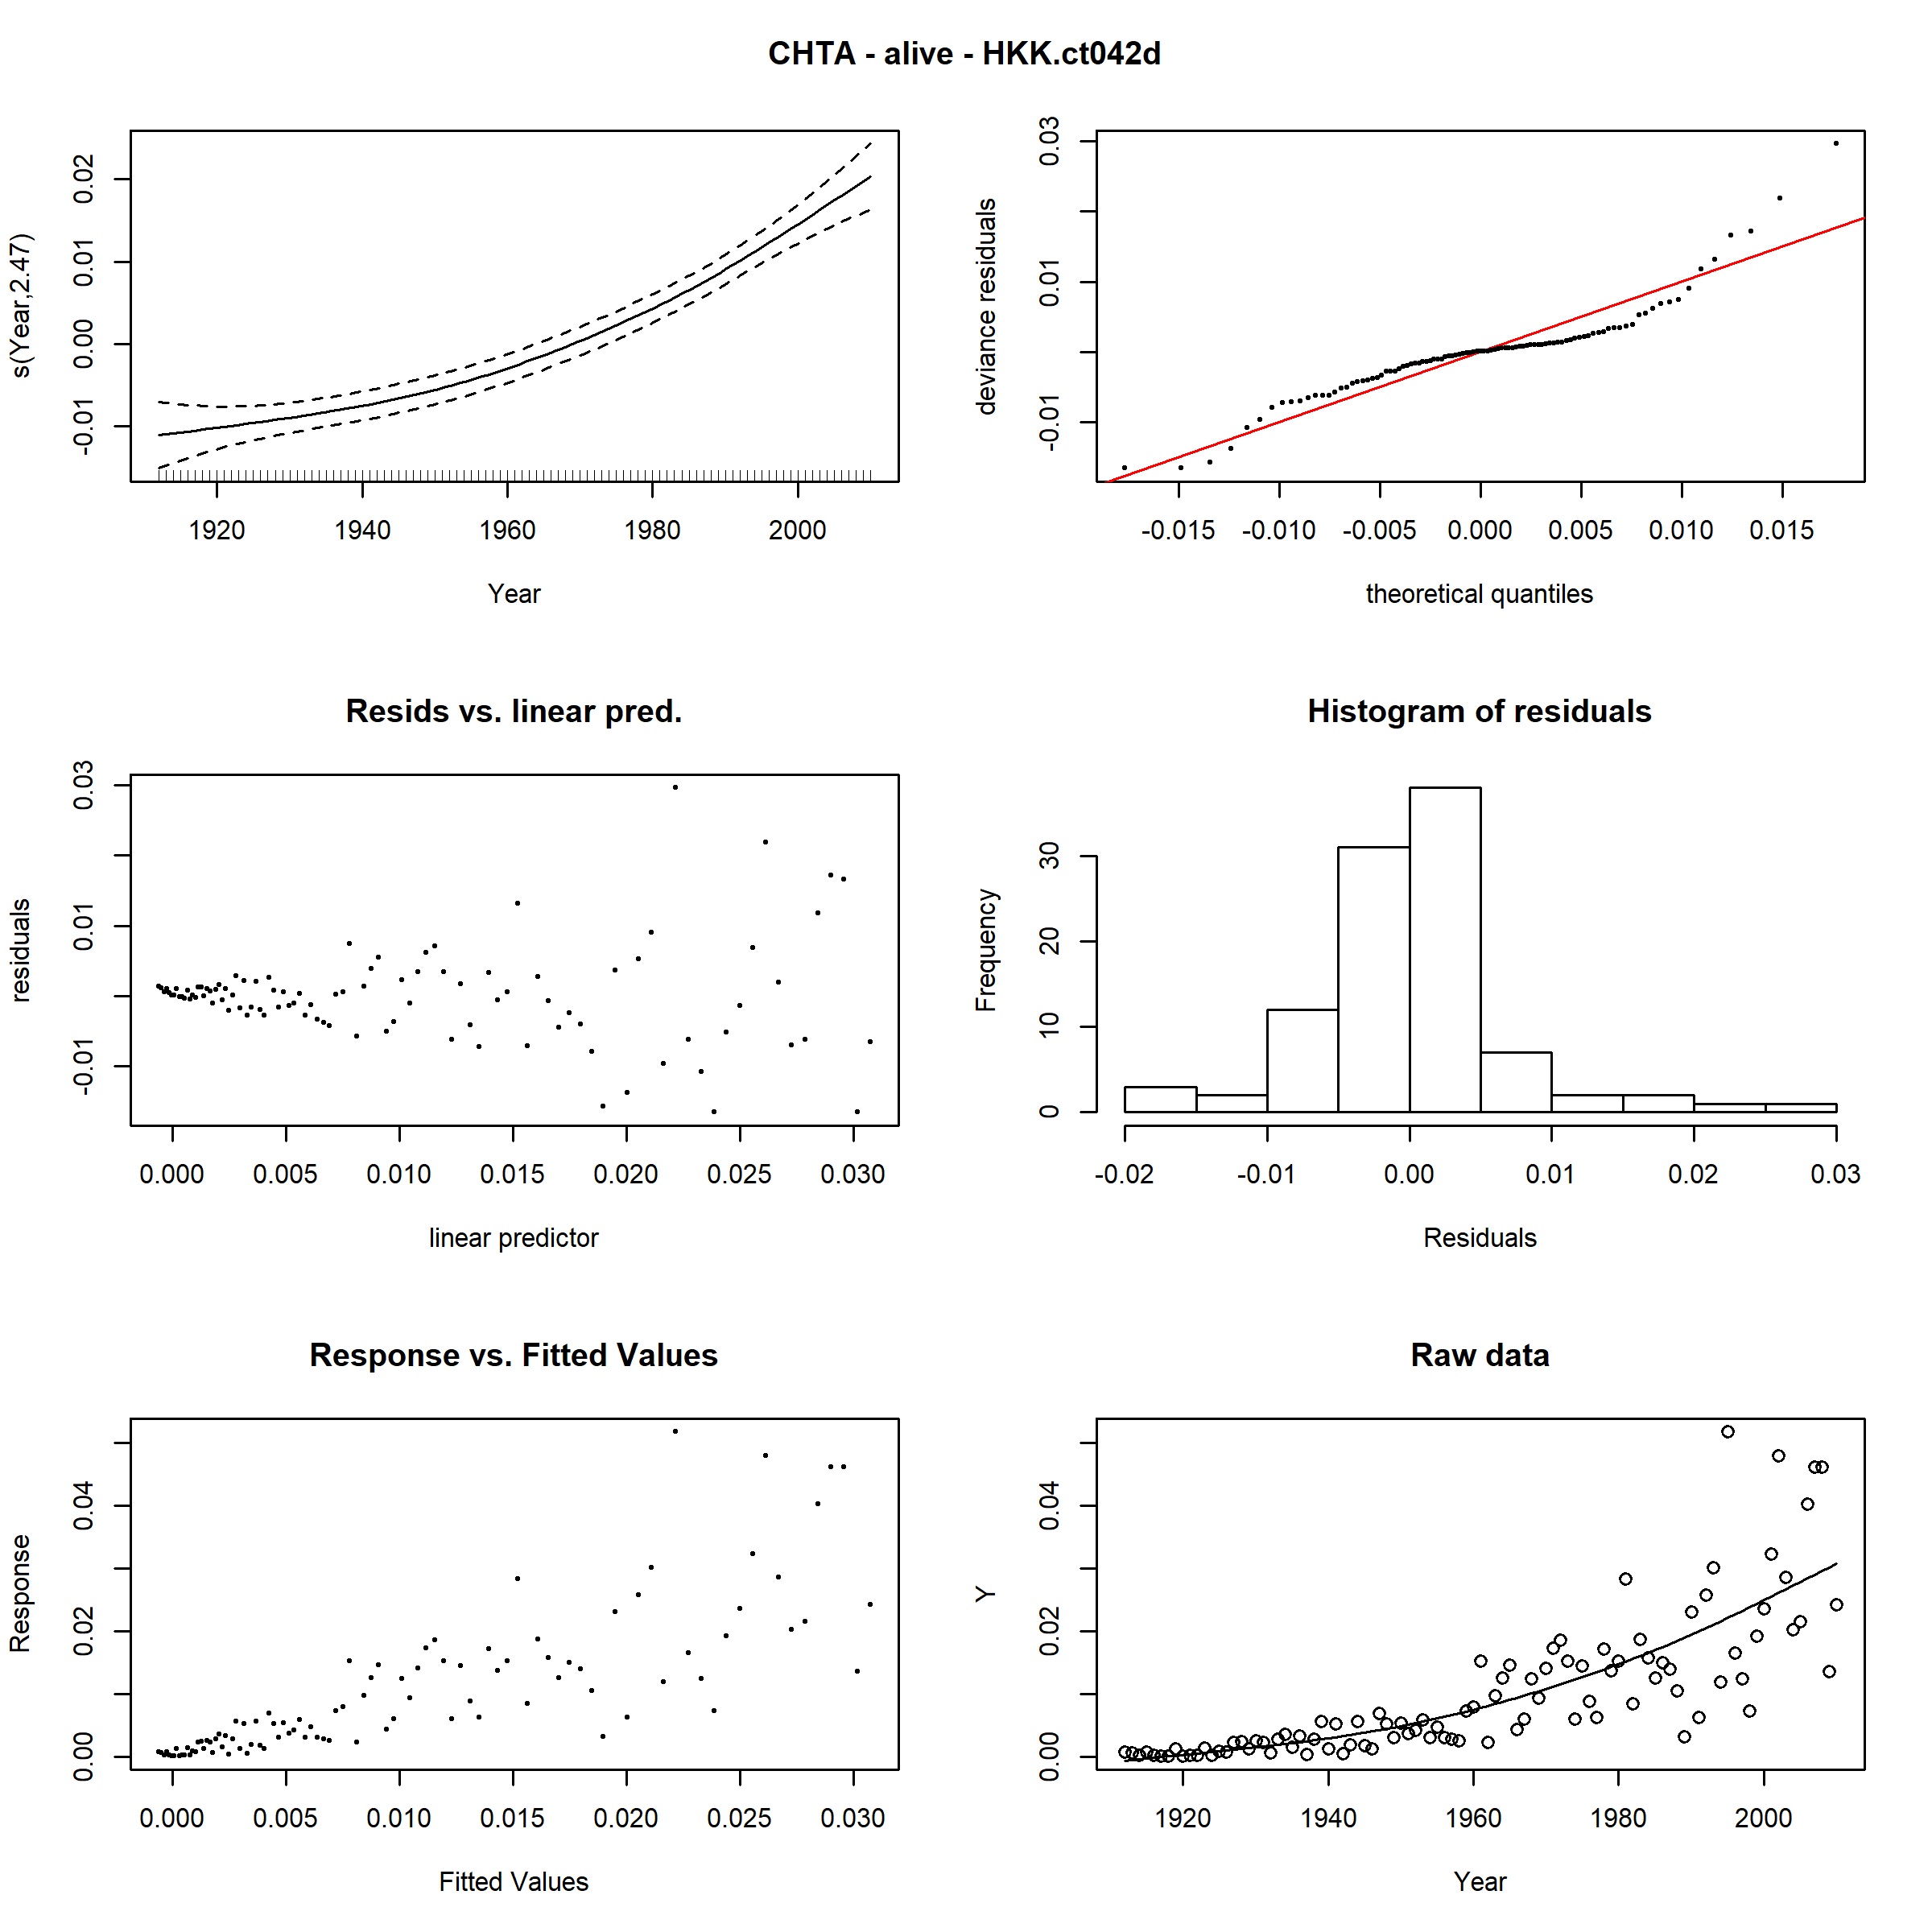 CHTA - alive - HKK.ct042d
s(Year,2.47)
-0.01 0.00 0.01 0.02
1920 1940 1960 1980 2000
Year
deviance residuals
-0.01 0.01 0.03
-0.015 -0.010 -0.005 0.000 0.005 0.010 0.015
theoretical quantiles
Resids vs. linear pred.
residuals
-0.01 0.01 0.03
0.000 0.005 0.010 0.015 0.020 0.025 0.030
linear predictor
Histogram of residuals
Frequency
0 10 20 30
-0.02 -0.01 0.00 0.01 0.02 0.03
Residuals
Response vs. Fitted Values
Response
0.00 0.02 0.04
0.000 0.005 0.010 0.015 0.020 0.025 0.030
Fitted Values
Raw data
Y
0.00 0.02 0.04
1920 1940 1960 1980 2000
Year